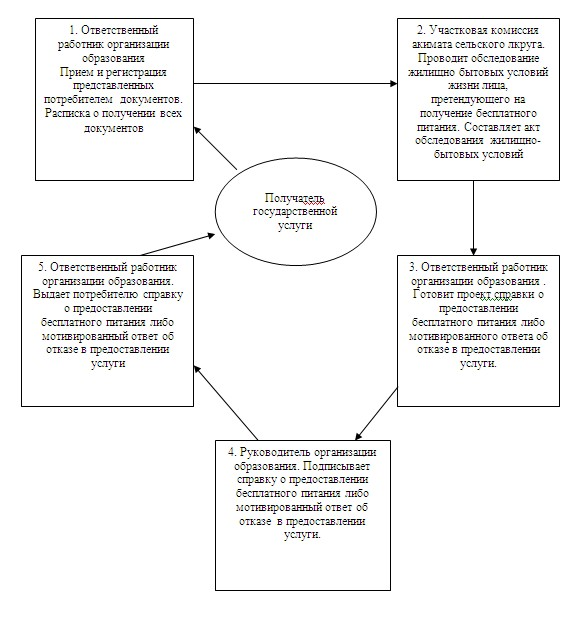 1. Ответственный
работник организации
образования
Прием и регистрация
представленных
потребителем документов.
Расписка о получении всех
документов
2. Участковая комиссия
акимата сельского лкруга.
Проводит обследование
жилищно бытовых условий
жизни лица,
претендующего на
получение бесплатного
питания. Составляет акт
обследования жилищно-
бытовых условий
Получатель
государственной
услуги
3. Ответственный работник
организации образования .
Готовит проект справки о
предоставлении
бесплатного питания либо
мотивированного ответа об
отказе в предоставлении
услуги.
4. Руководитель организации
образования. Подписывает
справку о предоставлении
бесплатного питания либо
мотивированный ответ об
отказе в предоставлении
услуги.
5. Ответственный работник
организации образования.
Выдает потребителю справку
о предоставлении
бесплатного питания либо
мотивированный ответ об
отказе в предоставлении
услуги